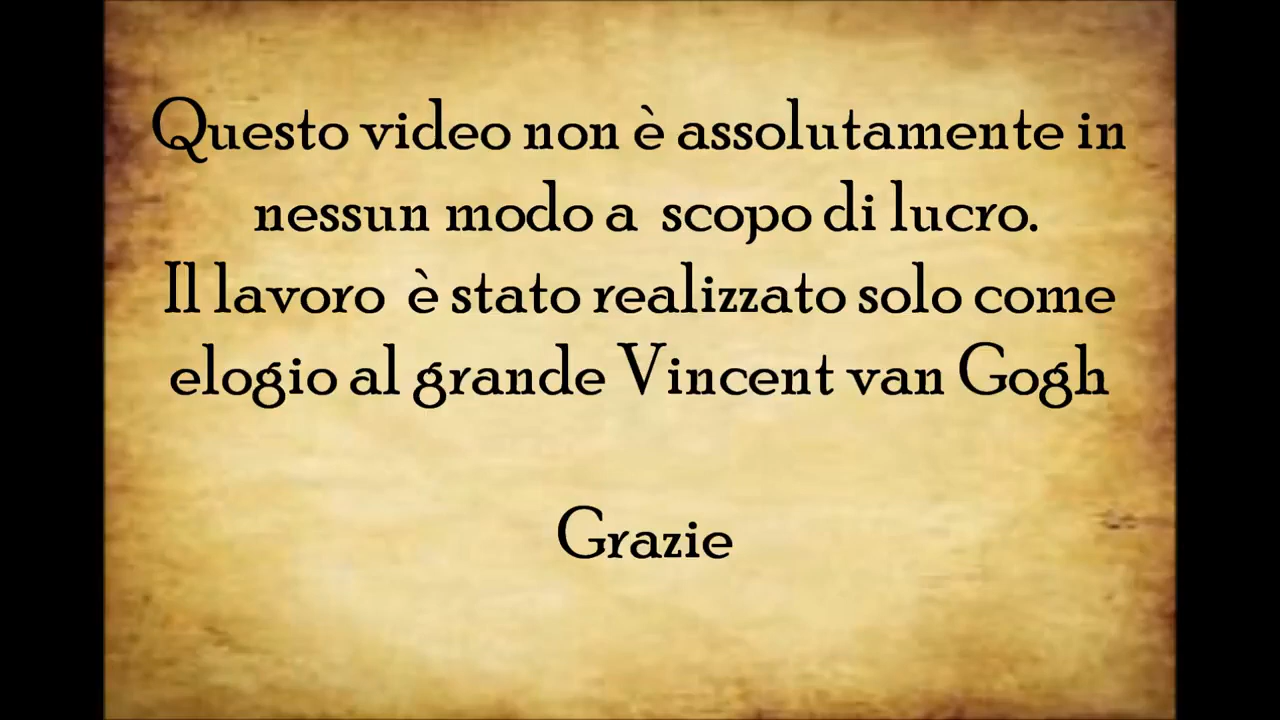 Questo video non è assolutamente in
nessun modo a scopo di lucro.
Il lavoro è stato realizzato solo come
elogio al grande Vincent van Gogh
Grazie